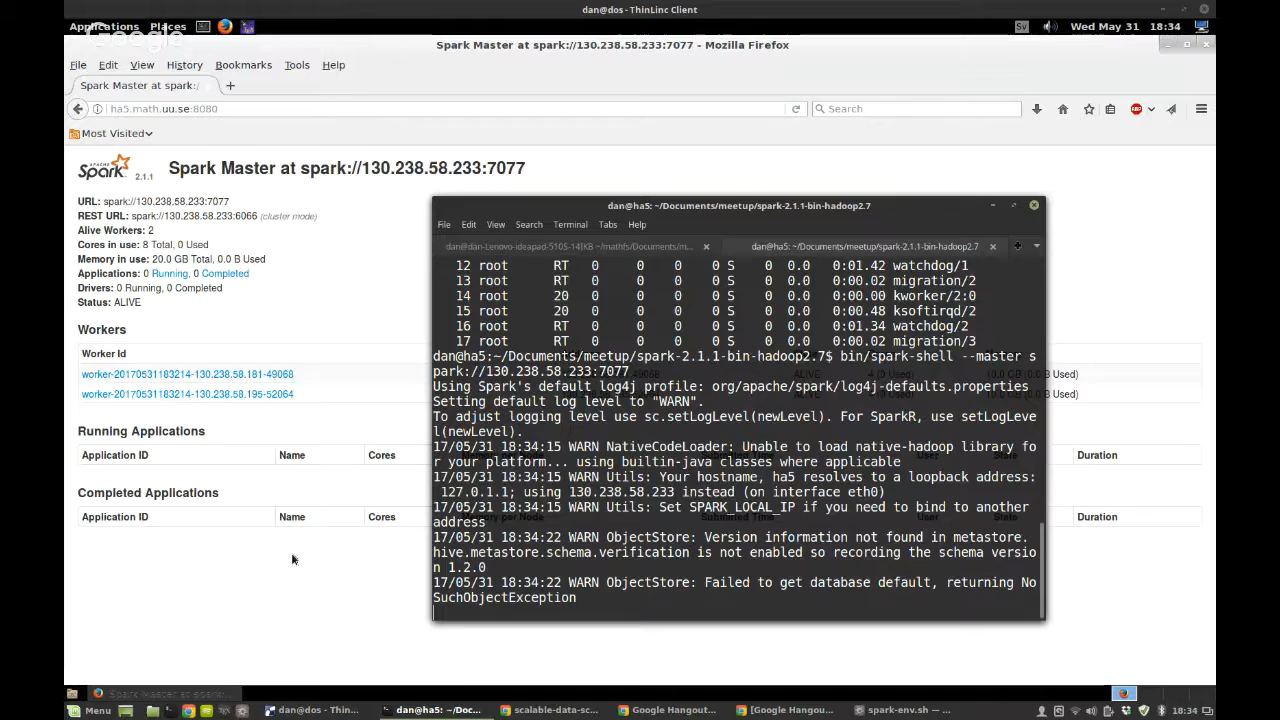 dan@dos - ThinLinc Client
Applications Places Sv Wed May 31 18:34
Google
Spark Master at spark://130.238.58.233:7077 - Mozilla Firefox
File Edit View History Bookmarks Tools Help
Spark Master at spark:/
ha5.math.uu.se:8080 Search
Most Visited
APACHE Spark 2.1.1 Spark Master at spark://130.238.58.233:7077
URL: spark://130.238.58.233:7077
REST URL: spark://130.238.58.233:6066 (cluster mode)
Alive Workers: 2
Cores in use: 8 Total, 0 Used
Memory in use: 20.0 GB Total, 0.0 B Used
Applications: 0 Running, 0 Completed
Drivers: 0 Running, 0 Completed
Status: ALIVE
Workers
Worker Id
worker-20170531183214-130.238.58.181-49068
worker-20170531183214-130.238.58.195-52064
Running Applications
Application ID Name Cores Duration
Completed Applications
Application ID Name Cores Duration
dan@ha5: ~/Documents/meetup/spark-2.1.1-bin-hadoop2.7
File Edit View Search Terminal Tabs Help
dan@dan-Lenovo-ideapad-510S-14IKB ~/mathfs/Documents/m... dan@ha5: ~/Documents/meetup/spark-2.1.1-bin-hadoop2.7
12 root RT 0 0 0 0 S 0 0.0 0:01.42 watchdog/1
13 root RT 0 0 0 0 S 0 0.0 0:00.02 migration/2
14 root 20 0 0 0 0 S 0 0.0 0:00.00 kworker/2:0
15 root 20 0 0 0 0 S 0 0.0 0:00.48 ksoftirqd/2
16 root RT 0 0 0 0 S 0 0.0 0:01.34 watchdog/2
17 root RT 0 0 0 0 S 0 0.0 0:00.02 migration/3
dan@ha5:~/Documents/meetup/spark-2.1.1-bin-hadoop2.7$ bin/spark-shell --master s
park://130.238.58.233:7077
Using Spark's default log4j profile: org/apache/spark/log4j-defaults.properties
Setting default log level to "WARN".
To adjust logging level use sc.setLogLevel(newLevel). For SparkR, use setLogLeve
l(newLevel).
17/05/31 18:34:15 WARN NativeCodeLoader: Unable to load native-hadoop library fo
r your platform... using builtin-java classes where applicable
17/05/31 18:34:15 WARN Utils: Your hostname, ha5 resolves to a loopback address:
127.0.1.1; using 130.238.58.233 instead (on interface eth0)
17/05/31 18:34:15 WARN Utils: Set SPARK_LOCAL_IP if you need to bind to another
address
17/05/31 18:34:22 WARN ObjectStore: Version information not found in metastore.
hive.metastore.schema.verification is not enabled so recording the schema versio
n 1.2.0
17/05/31 18:34:22 WARN ObjectStore: Failed to get database default, returning No
SuchObjectException
Spark Master at spark:...
Menu dan@dos - Thin... dan@ha5: ~/Doc... scalable-data-sc... Google Hangout... [Google Hangou... spark-env.sh — ... 18:34